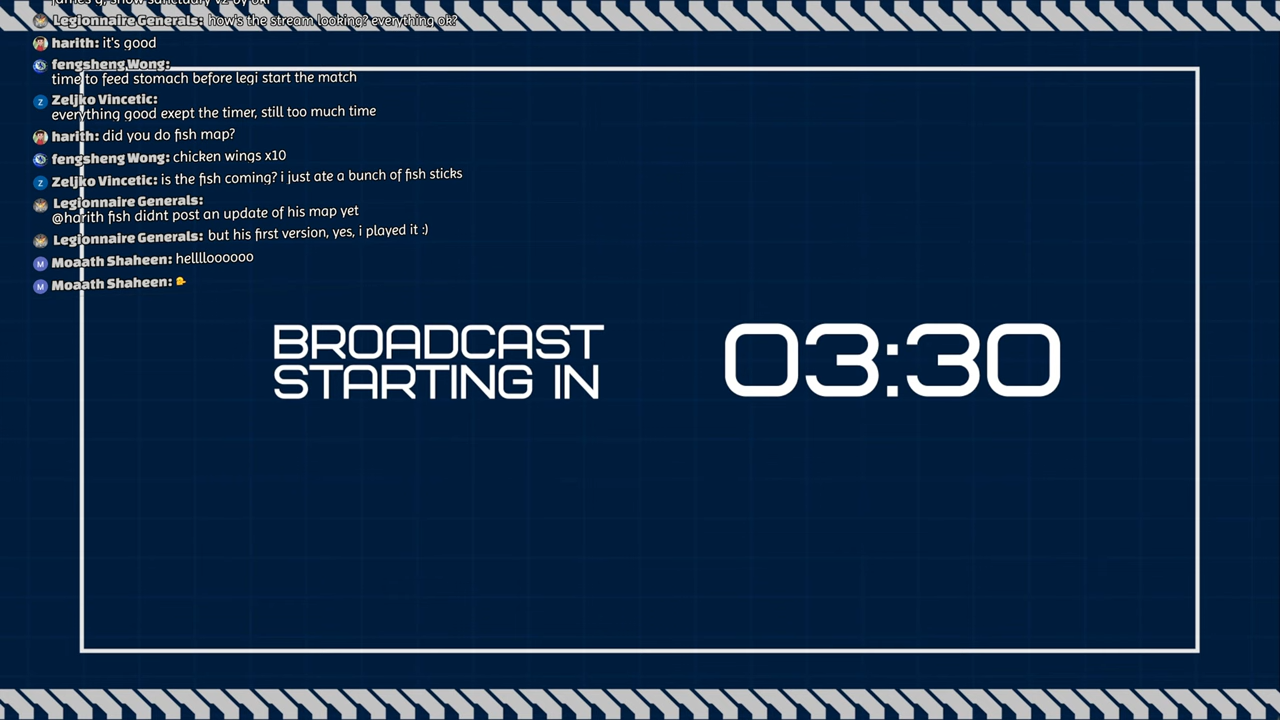 Legionnaire Generals: how's the stream looking? everything ok?
harith: it's good
fengsheng Wong:
time to feed stomach before legi start the match
Zeljko Vincetic:
everything good exept the timer, still too much time
harith: did you do fish map?
fengsheng Wong: chicken wings x10
Zeljko Vincetic: is the fish coming? i just ate a bunch of fish sticks
Legionnaire Generals:
@harith fish didnt post an update of his map yet
Legionnaire Generals: but his first version, yes, i played it :)
Moaath Shaheen: helllloooooo
Moaath Shaheen:
BROADCAST
STARTING IN
03:30